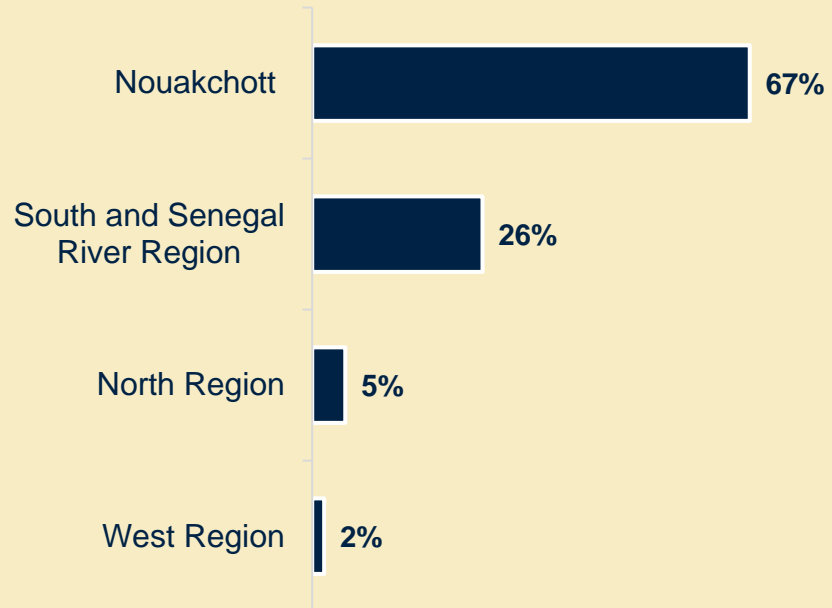 Nouakchott
67%
South and Senegal
River Region
26%
North Region
5%
West Region
2%